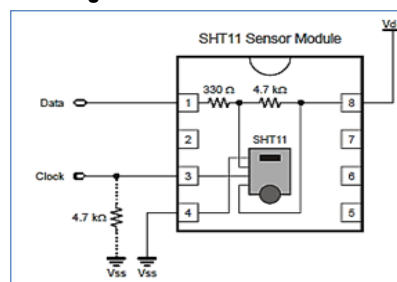 Vd
SHT11 Sensor Module
330 Ω 4.7 kΩ
Data 1 8
2 7
SHT11
Clock 3 6
4.7 kΩ 4 5
Vss Vss